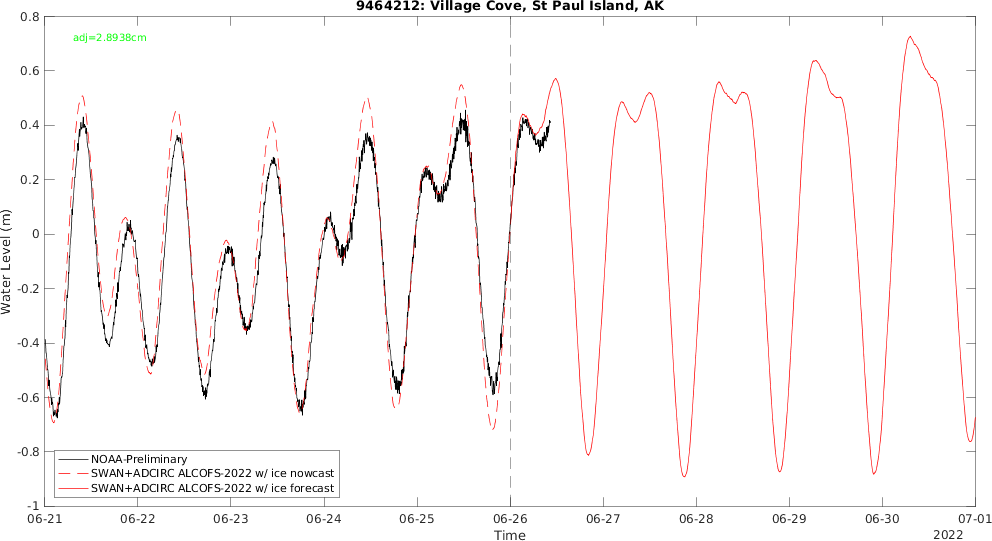 9464212: Village Cove, St Paul Island, AK
adj=2.8938cm
0.8
0.6
0.4
0.2
0
-0.2
-0.4
-0.6
-0.8
-1
Water Level (m)
NOAA-Preliminary
SWAN+ADCIRC ALCOFS-2022 w/ ice nowcast
SWAN+ADCIRC ALCOFS-2022 w/ ice forecast
06-21 06-22 06-23 06-24 06-25 06-26 06-27 06-28 06-29 06-30 07-01
Time
2022